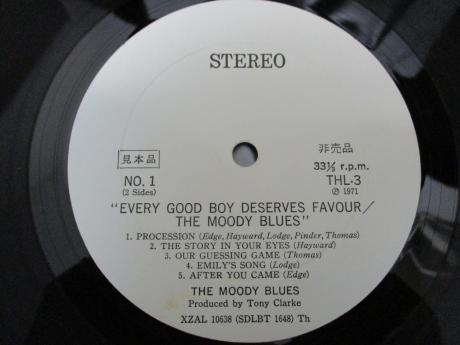 STEREO
見本品
非売品
NO. 1
33⅓ r.p.m.
(2 Sides)
THL-3
Ⓟ 1971
"EVERY GOOD BOY DESERVES FAVOUR/
THE MOODY BLUES"
1. PROCESSION (Edge, Hayward, Lodge, Pinder, Thomas)
2. THE STORY IN YOUR EYES (Hayward)
3. OUR GUESSING GAME (Thomas)
4. EMILY'S SONG (Lodge)
5. AFTER YOU CAME (Edge)
THE MOODY BLUES
Produced by Tony Clarke
XZAL 10638 (SDLBT 1648) Th